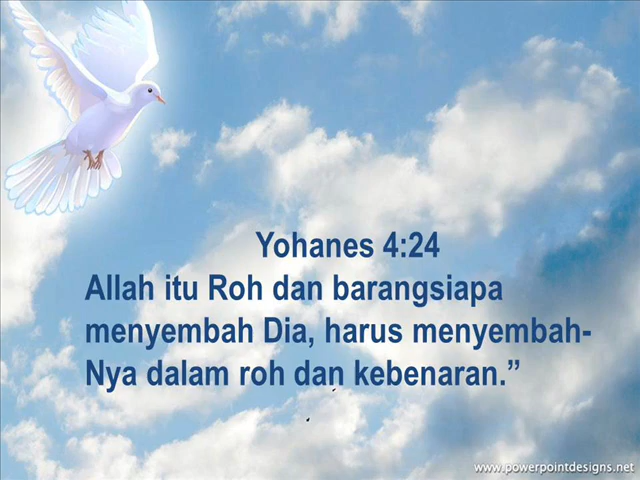 Yohanes 4:24
Allah itu Roh dan barangsiapa
menyembah Dia, harus menyembah-
Nya dalam roh dan kebenaran.”
www.powerpointdesigns.net